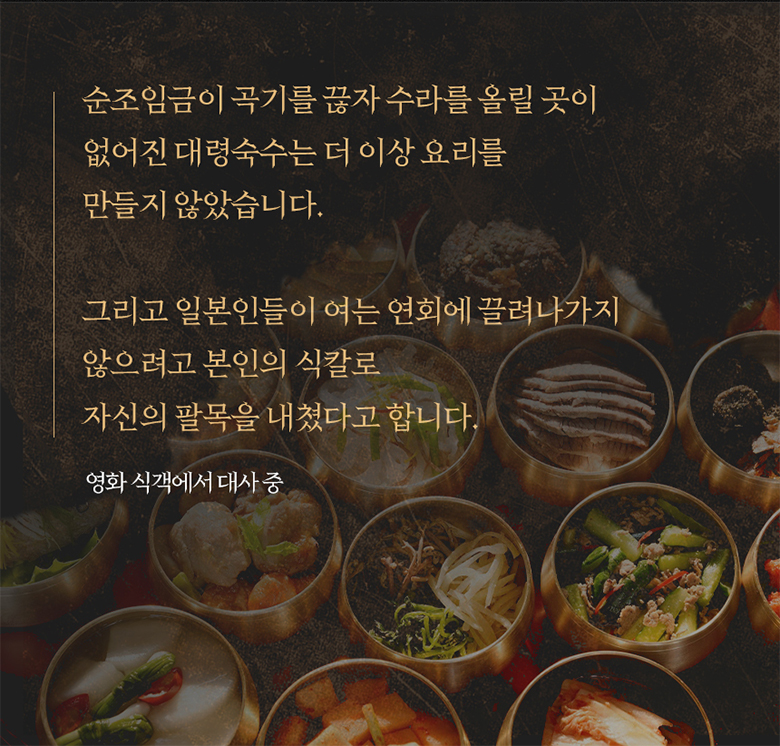 순조임금이 곡기를 끊자 수라를 올릴 곳이
없어진 대령숙수는 더 이상 요리를
만들지 않았습니다.
그리고 일본인들이 여는 연회에 끌려나가지
않으려고 본인의 식칼로
자신의 팔목을 내쳤다고 합니다.
영화 식객에서 대사 중